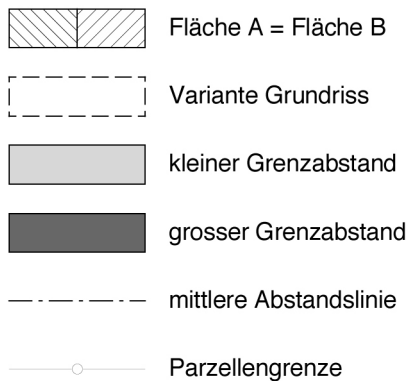 Fläche A = Fläche B
Variante Grundriss
kleiner Grenzabstand
grosser Grenzabstand
mittlere Abstandslinie
Parzellengrenze